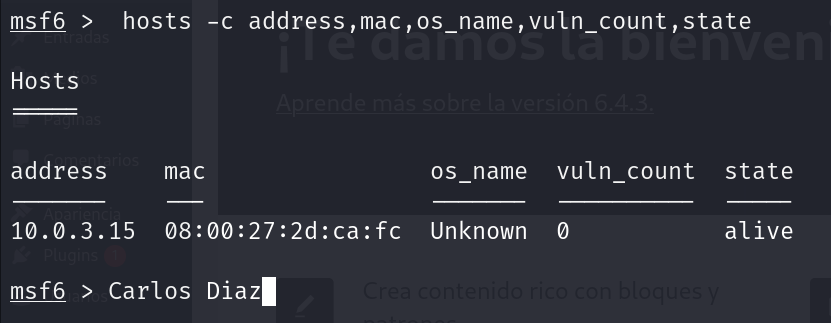 msf6 > hosts -c address,mac,os_name,vuln_count,state
Entradas
¡Te damos la bienven
Hosts
Aprende más sobre la versión 6.4.3.
Páginas
Comentarios
address mac os_name vuln_count state
Apariencia
10.0.3.15 08:00:27:2d:ca:fc Unknown 0 alive
Plugins 1
msf6 > Carlos Diaz
Crea contenido rico con bloques y
patrones